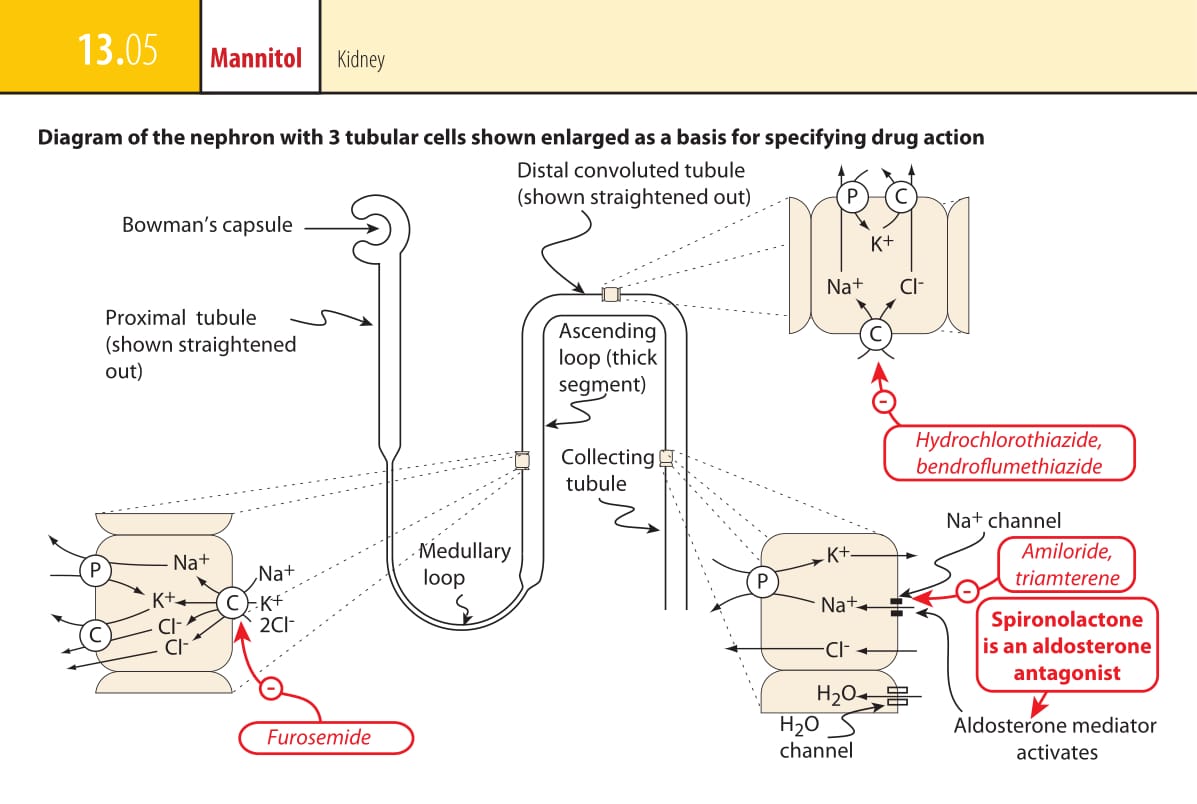 13.05
Mannitol
Kidney
Diagram of the nephron with 3 tubular cells shown enlarged as a basis for specifying drug action
Distal convoluted tubule
(shown straightened out)
Bowman's capsule
Proximal tubule
(shown straightened
out)
Ascending
loop (thick
segment)
Collecting
tubule
Medullary
loop
P
C
K+
Na+
Cl-
C
-
Hydrochlorothiazide,
bendroflumethiazide
P
Na+
K+
Cl-
Cl-
C
C
Na+
K+
2Cl-
-
Furosemide
P
K+
Na+
Cl-
H2O
H2O
channel
Na+ channel
-
Amiloride,
triamterene
Spironolactone
is an aldosterone
antagonist
Aldosterone mediator
activates